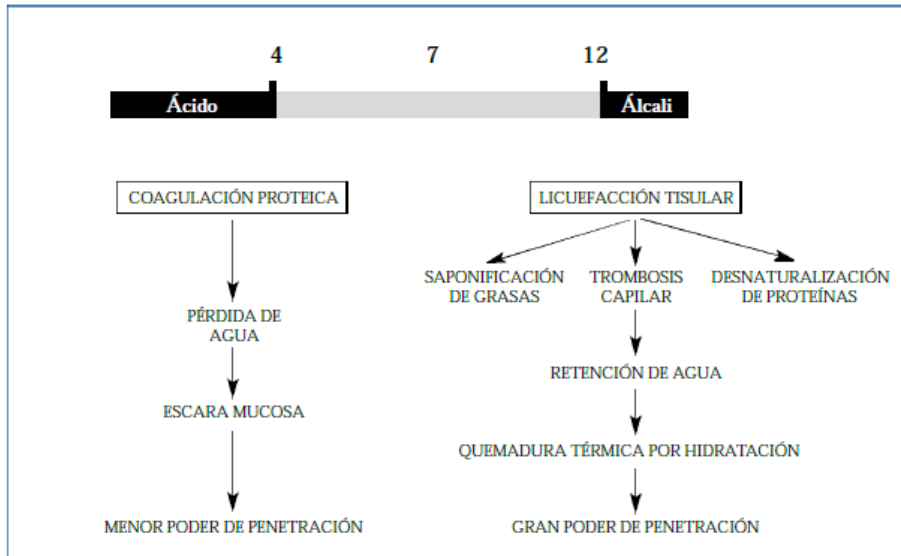 4 7 12
Ácido Álcali
COAGULACIÓN PROTEICA
PÉRDIDA DE
AGUA
ESCARA MUCOSA
MENOR PODER DE PENETRACIÓN
LICUEFACCIÓN TISULAR
SAPONIFICACIÓN
DE GRASAS
TROMBOSIS
CAPILAR
DESNATURALIZACIÓN
DE PROTEÍNAS
RETENCIÓN DE AGUA
QUEMADURA TÉRMICA POR HIDRATACIÓN
GRAN PODER DE PENETRACIÓN